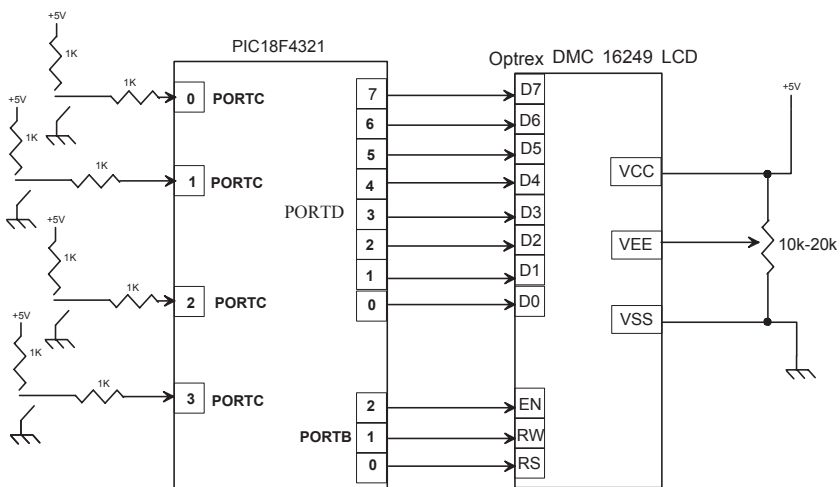 +5V
1K
1K
0 PORTC
+5V
1K
1K
1 PORTC
+5V
1K
1K
2 PORTC
+5V
1K
1K
3 PORTC
PIC18F4321
PORTD
7
6
5
4
3
2
1
0
PORTB
2
1
0
Optrex DMC 16249 LCD
D7
D6
D5
D4
D3
D2
D1
D0
EN
RW
RS
VCC
VEE
VSS
+5V
10k-20k